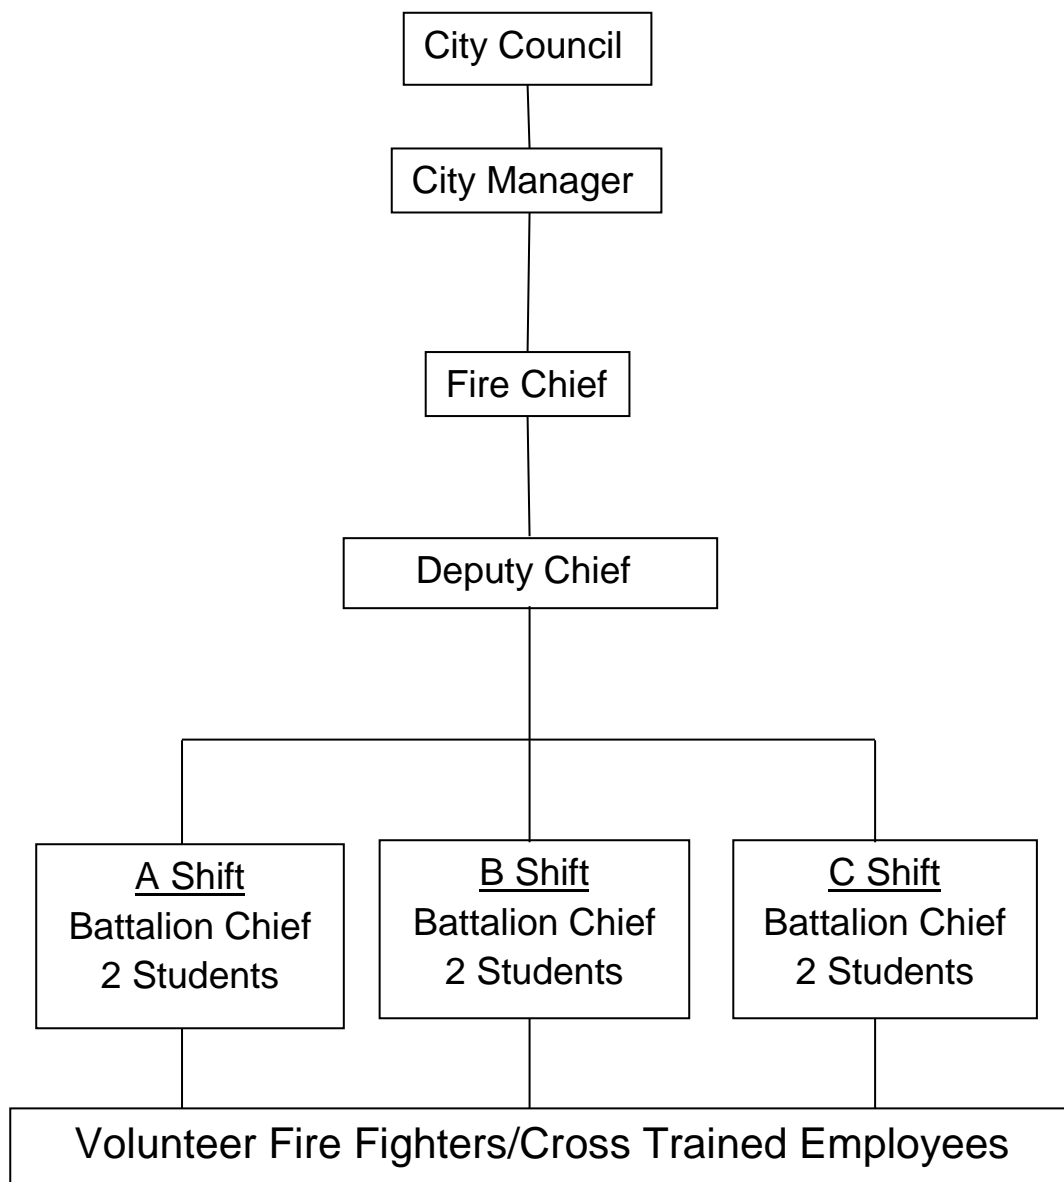 City Council
City Manager
Fire Chief
Deputy Chief
A Shift
Battalion Chief
2 Students
B Shift
Battalion Chief
2 Students
C Shift
Battalion Chief
2 Students
Volunteer Fire Fighters/Cross Trained Employees